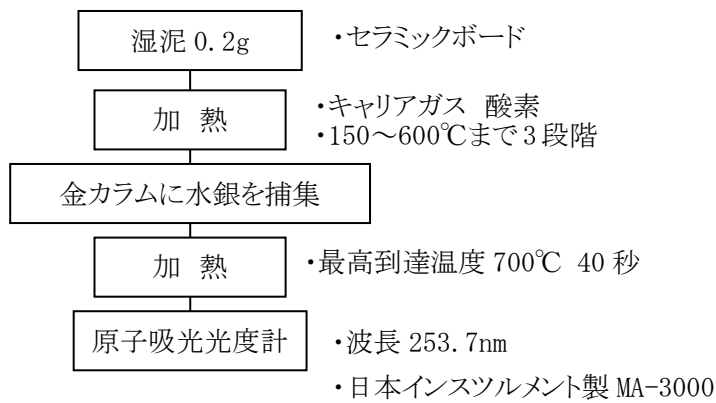 湿泥 0.2g
・セラミックボード
加 熱
・キャリアガス 酸素
・150～600℃まで3段階
金カラムに水銀を捕集
加 熱
・最高到達温度 700℃ 40 秒
原子吸光光度計
・波長 253.7nm
・日本インスツルメント製 MA-3000